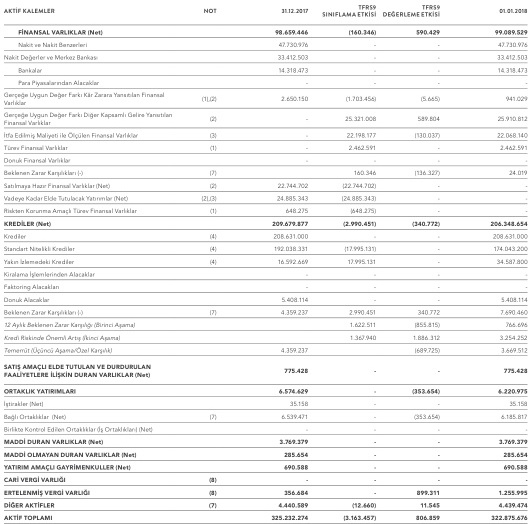 AKTİF KALEMLER NOT 31.12.2017 TFRS9 SINIFLAMA ETKİSİ TFRS9 DEĞERLEME ETKİSİ 01.01.2018
FİNANSAL VARLIKLAR (Net) 98.659.446 (160.346) 590.429 99.089.529
Nakit ve Nakit Benzerleri 47.730.976 - - 47.730.976
Nakit Değerler ve Merkez Bankası 33.412.503 - - 33.412.503
Bankalar 14.318.473 - - 14.318.473
Para Piyasalarından Alacaklar - - - -
Gerçeğe Uygun Değer Farkı Kâr Zarara Yansıtılan Finansal Varlıklar (1),(2) 2.650.150 (1.703.456) (5.665) 941.029
Gerçeğe Uygun Değer Farkı Diğer Kapsamlı Gelire Yansıtılan Finansal Varlıklar (2) - 25.321.008 589.804 25.910.812
İtfa Edilmiş Maliyeti ile Ölçülen Finansal Varlıklar (3) - 22.198.177 (130.037) 22.068.140
Türev Finansal Varlıklar (1) - 2.462.591 - 2.462.591
Donuk Finansal Varlıklar - - - -
Beklenen Zarar Karşılıkları (-) (7) 160.346 (136.327) 24.019
Satılmaya Hazır Finansal Varlıklar (Net) (2) 22.744.702 (22.744.702) - -
Vadeye Kadar Elde Tutulacak Yatırımlar (Net) (2),(3) 24.885.343 (24.885.343) - -
Riskten Korunma Amaçlı Türev Finansal Varlıklar (1) 648.275 (648.275) - -
KREDİLER (Net) 209.679.877 (2.990.451) (340.772) 206.348.654
Krediler (4) 208.631.000 - - 208.631.000
Standart Nitelikli Krediler (4) 192.038.331 (17.995.131) - 174.043.200
Yakın İzlemedeki Krediler (4) 16.592.669 17.995.131 - 34.587.800
Kiralama İşlemlerinden Alacaklar - - - -
Faktoring Alacakları - - - -
Donuk Alacaklar 5.408.114 - - 5.408.114
Beklenen Zarar Karşılıkları (-) (7) 4.359.237 2.990.451 340.772 7.690.460
12 Aylık Beklenen Zarar Karşılığı (Birinci Aşama) 1.622.511 (855.815) 766.696
Kredi Riskinde Önemli Artış (İkinci Aşama) 1.367.940 1.886.312 3.254.252
Temerrüt (Üçüncü Aşama/Özel Karşılık) 4.359.237 - (689.725) 3.669.512
SATIŞ AMAÇLI ELDE TUTULAN VE DURDURULAN FAALİYETLERE İLİŞKİN DURAN VARLIKLAR (Net) 775.428 - - 775.428
ORTAKLIK YATIRIMLARI 6.574.629 - (353.654) 6.220.975
İştirakler (Net) 35.158 - - 35.158
Bağlı Ortaklıklar (Net) (7) 6.539.471 - (353.654) 6.185.817
Birlikte Kontrol Edilen Ortaklıklar (İş Ortaklıkları) (Net) - - - -
MADDİ DURAN VARLIKLAR (Net) 3.769.379 - - 3.769.379
MADDİ OLMAYAN DURAN VARLIKLAR (Net) 285.654 - - 285.654
YATIRIM AMAÇLI GAYRİMENKULLER (Net) 690.588 - - 690.588
CARİ VERGİ VARLIĞI (8) - - - -
ERTELENMİŞ VERGİ VARLIĞI (8) 356.684 - 899.311 1.255.995
DİĞER AKTİFLER (7) 4.440.589 (12.660) 11.545 4.439.474
AKTİF TOPLAMI 325.232.274 (3.163.457) 806.859 322.875.676